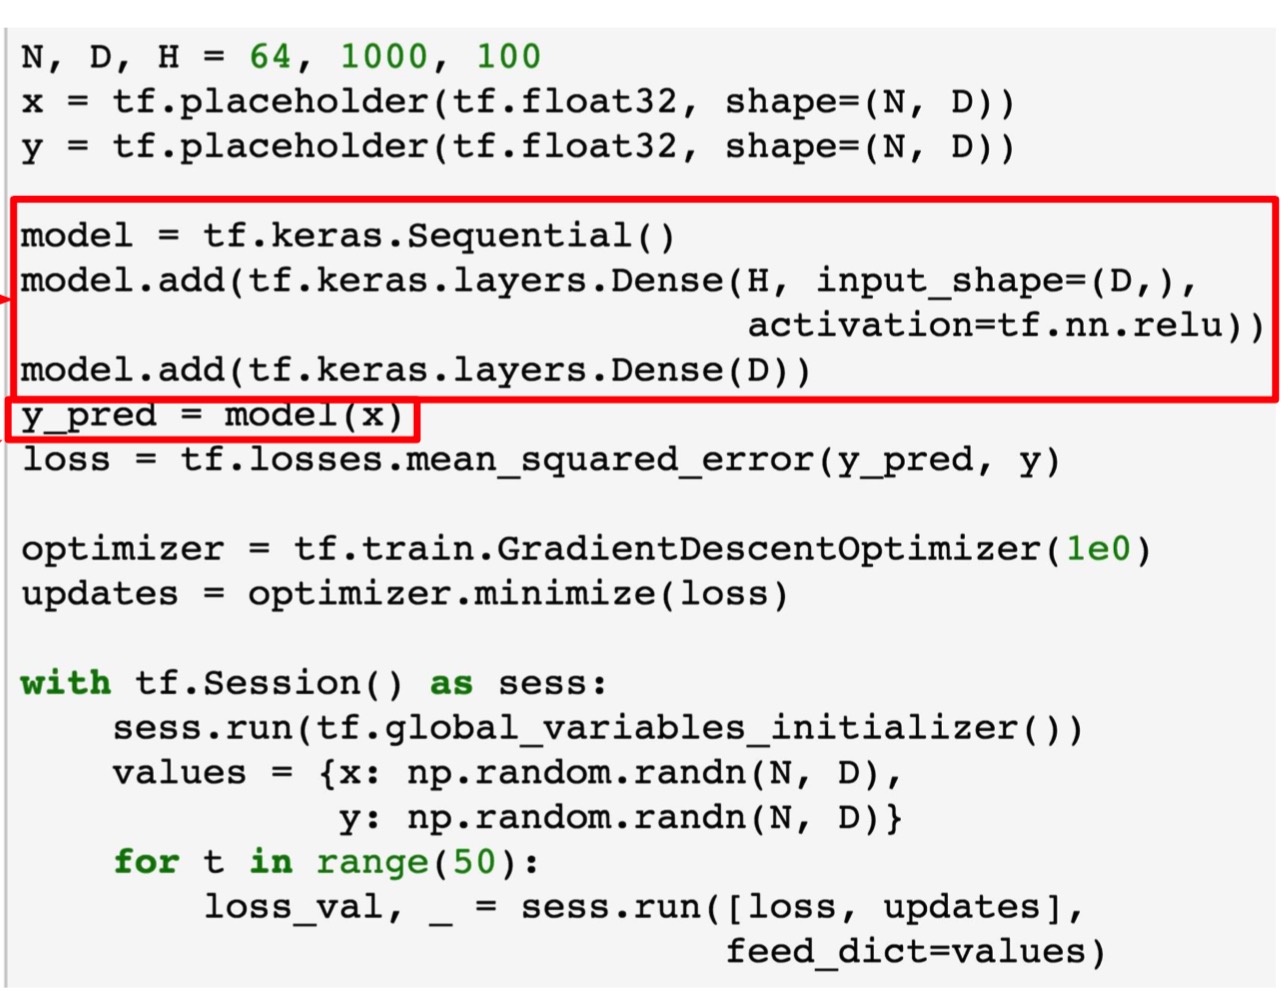 N, D, H = 64, 1000, 100
x = tf.placeholder(tf.float32, shape=(N, D))
y = tf.placeholder(tf.float32, shape=(N, D))
model = tf.keras.Sequential()
model.add(tf.keras.layers.Dense(H, input_shape=(D,),
activation=tf.nn.relu))
model.add(tf.keras.layers.Dense(D))
y_pred = model(x)
loss = tf.losses.mean_squared_error(y_pred, y)
optimizer = tf.train.GradientDescentOptimizer(1e0)
updates = optimizer.minimize(loss)
with tf.Session() as sess:
sess.run(tf.global_variables_initializer())
values = {x: np.random.randn(N, D),
y: np.random.randn(N, D)}
for t in range(50):
loss_val, _ = sess.run([loss, updates],
feed_dict=values)